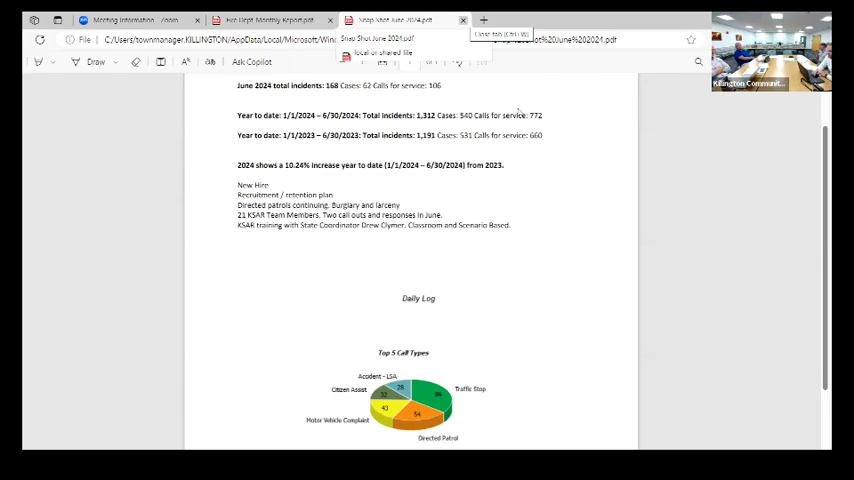 Meeting Information - Zoom
Fire Dept Monthly Report.pdf
Snap Shot June 2024.pdf
Snap Shot June 2024.pdf
local or shared file
Close tab (Ctrl+W)
File
C:/Users/townmanager.KILLINGTON/AppData/Local/Microsoft/Win
June%202024.pdf
Draw
Ask Copilot
Killington Communit...
June 2024 total incidents: 168 Cases: 62 Calls for service: 106
Year to date: 1/1/2024 – 6/30/2024: Total incidents: 1,312 Cases: 540 Calls for service: 772
Year to date: 1/1/2023 – 6/30/2023: Total incidents: 1,191 Cases: 531 Calls for service: 660
2024 shows a 10.24% increase year to date (1/1/2024 – 6/30/2024) from 2023.
New Hire
Recruitment / retention plan
Directed patrols continuing. Burglary and larceny
21 KSAR Team Members. Two call outs and responses in June.
KSAR training with State Coordinator Drew Clymer. Classroom and Scenario Based.
Daily Log
Top 5 Call Types
Accident - LSA
Citizen Assist
Traffic Stop
28
32
43
54
Motor Vehicle Complaint
Directed Patrol